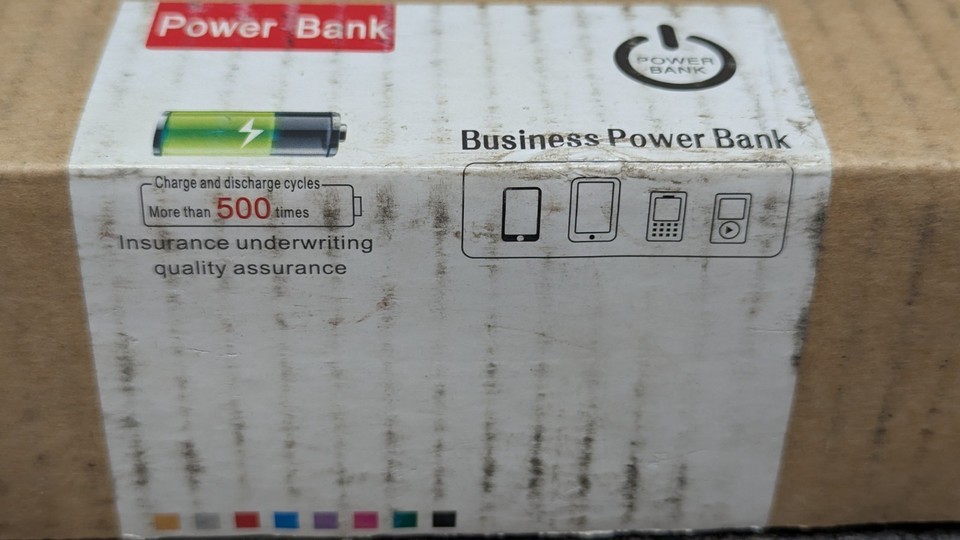 Power Bank
POWER
BANK
Business Power Bank
Charge and discharge cycles
More than 500 times
Insurance underwriting
quality assurance